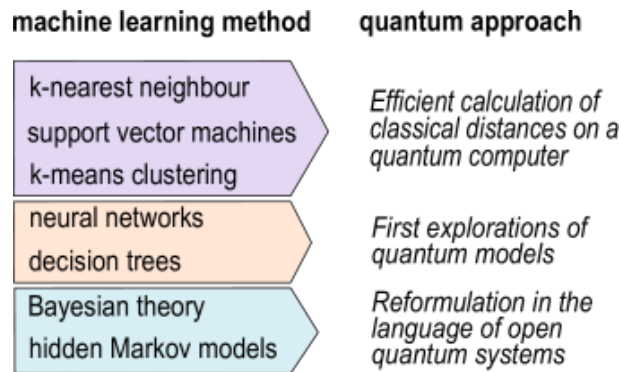 machine learning method quantum approach
k-nearest neighbour
support vector machines
k-means clustering
Efficient calculation of
classical distances on a
quantum computer
neural networks
decision trees
First explorations of
quantum models
Bayesian theory
hidden Markov models
Reformulation in the
language of open
quantum systems